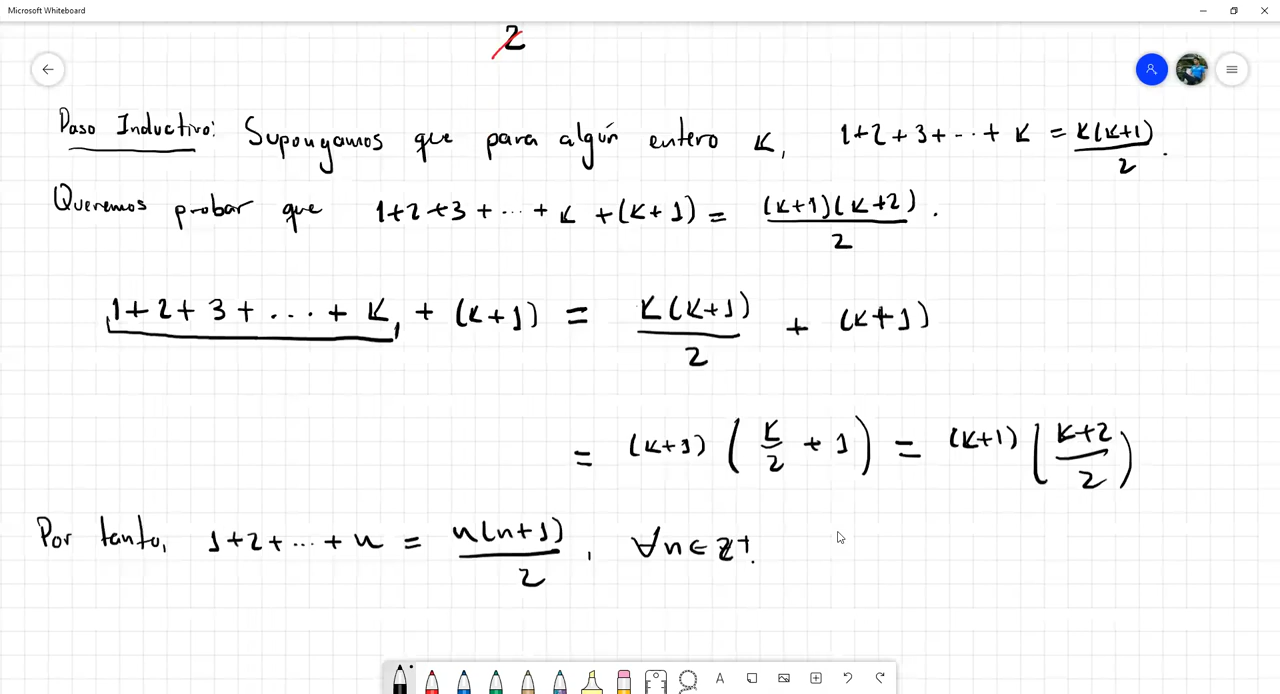 Microsoft Whiteboard
2
Paso Inductivo: Supongamos que para algún entero K, 1+2+3+...+K = K(K+1)/2.
Queremos probar que 1+2+3+...+K+(K+1) = (K+1)(K+2)/2.
1+2+3+...+K+(K+1) = K(K+1)/2 + (K+1)
= (K+1)(K/2+1) = (K+1)(K+2/2)
Por tanto, 1+2+...+n = n(n+1)/2, ∀n∈Z+.
A